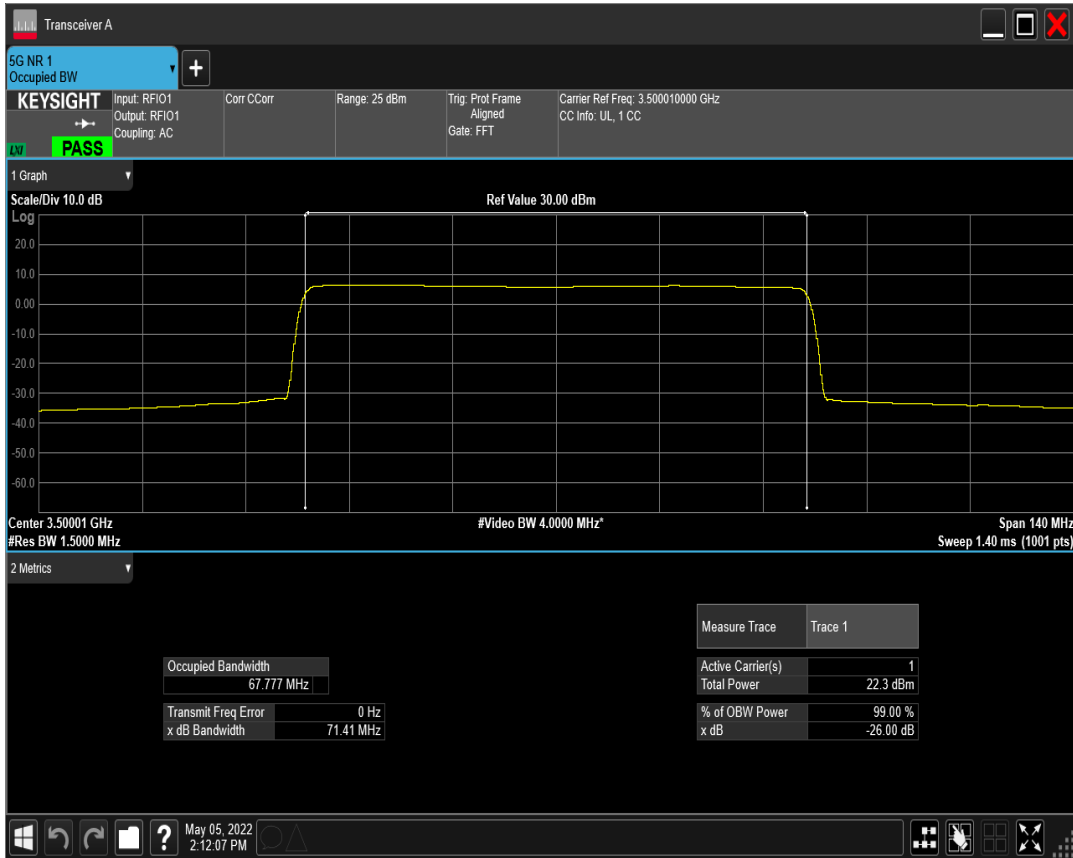 Transceiver A
5G NR 1
Occupied BW
KEYSIGHT
LXI
PASS
Input: RFIO1
Output: RFIO1
Coupling: AC
Corr CCorr
Range: 25 dBm
Trig: Prot Frame
Aligned
Gate: FFT
Carrier Ref Freq: 3.500010000 GHz
CC Info: UL, 1 CC
1 Graph
Scale/Div 10.0 dB
Ref Value 30.00 dBm
Log
20.0
10.0
0.00
-10.0
-20.0
-30.0
-40.0
-50.0
-60.0
Center 3.50001 GHz
#Video BW 4.0000 MHz*
Span 140 MHz
#Res BW 1.5000 MHz
Sweep 1.40 ms (1001 pts)
2 Metrics
Measure Trace Trace 1
Occupied Bandwidth
67.777 MHz
Transmit Freq Error 0 Hz
x dB Bandwidth 71.41 MHz
Active Carrier(s) 1
Total Power 22.3 dBm
% of OBW Power 99.00 %
x dB -26.00 dB
?
May 05, 2022
2:12:07 PM